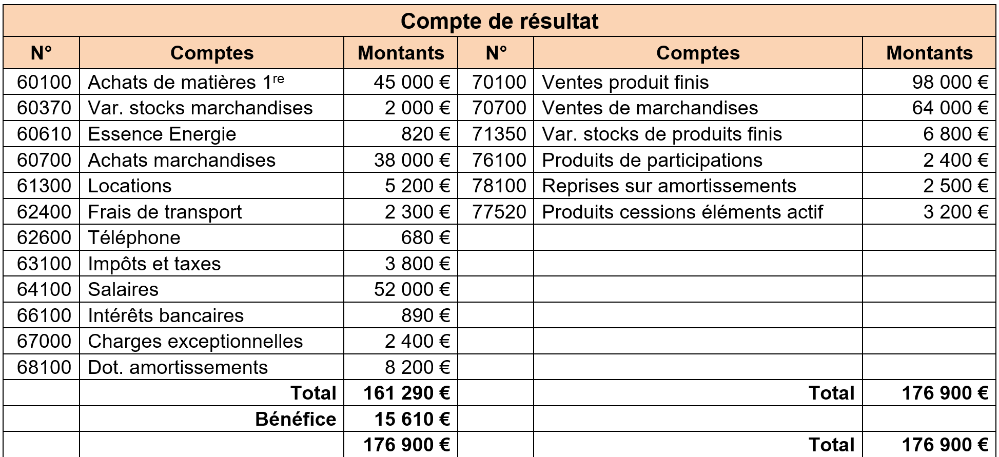 Compte de résultat
N° Comptes Montants N° Comptes Montants
60100 Achats de matières 1re 45 000 € 70100 Ventes produit finis 98 000 €
60370 Var. stocks marchandises 2 000 € 70700 Ventes de marchandises 64 000 €
60610 Essence Energie 820 € 71350 Var. stocks de produits finis 6 800 €
60700 Achats marchandises 38 000 € 76100 Produits de participations 2 400 €
61300 Locations 5 200 € 78100 Reprises sur amortissements 2 500 €
62400 Frais de transport 2 300 € 77520 Produits cessions éléments actif 3 200 €
62600 Téléphone 680 €
63100 Impôts et taxes 3 800 €
64100 Salaires 52 000 €
66100 Intérêts bancaires 890 €
67000 Charges exceptionnelles 2 400 €
68100 Dot. amortissements 8 200 €
Total 161 290 € Total 176 900 €
Bénéfice 15 610 €
176 900 € Total 176 900 €